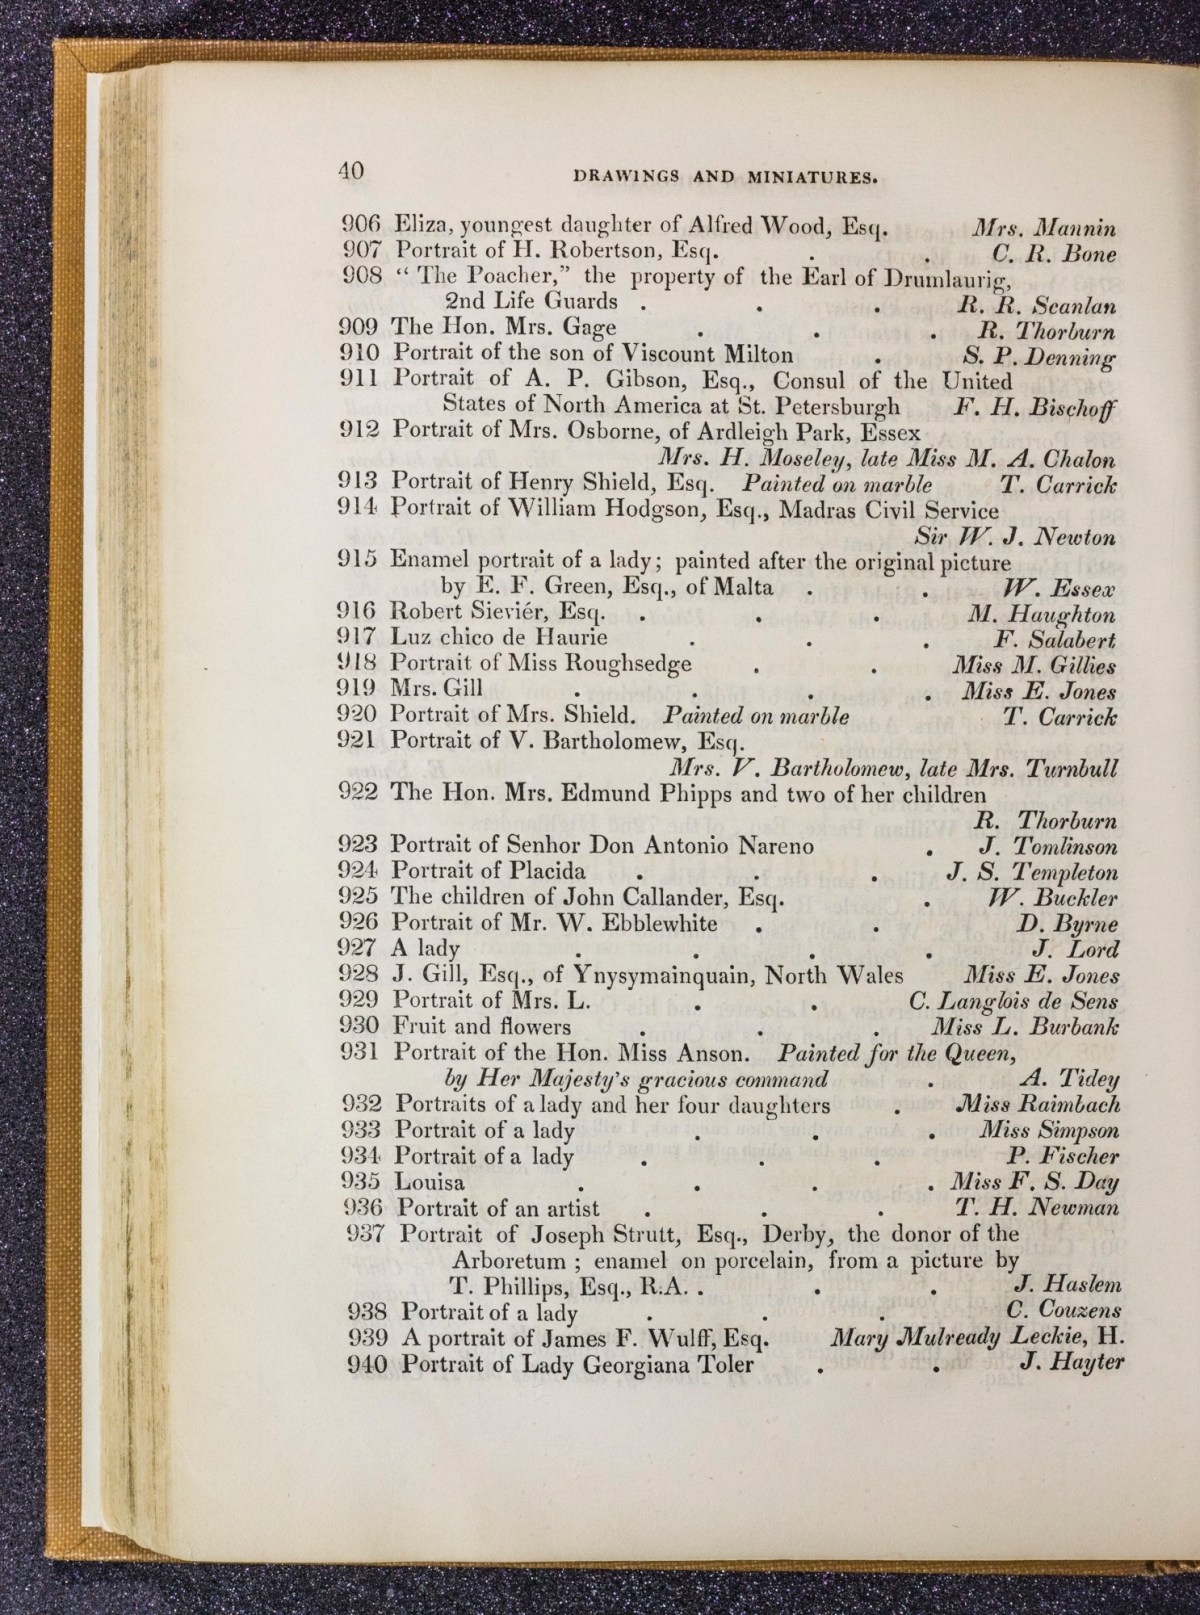 40 DRAWINGS AND MINIATURES.
906 Eliza, youngest daughter of Alfred Wood, Esq. Mrs. Mannin
907 Portrait of H. Robertson, Esq. . . C. R. Bone
908 “ The Poacher,” the property of the Earl of Drumlaurig,
2nd Life Guards . . . R. R. Scanlan
909 The Hon. Mrs. Gage . . . R. Thorburn
910 Portrait of the son of Viscount Milton . S. P. Denning
911 Portrait of A. P. Gibson, Esq., Consul of the United
States of North America at St. Petersburgh F. H. Bischoff
912 Portrait of Mrs. Osborne, of Ardleigh Park, Essex
Mrs. H. Moseley, late Miss M. A. Chalon
913 Portrait of Henry Shield, Esq. Painted on marble T. Carrick
914 Portrait of William Hodgson, Esq., Madras Civil Service
Sir W. J. Newton
915 Enamel portrait of a lady; painted after the original picture
by E. F. Green, Esq., of Malta . . W. Essex
916 Robert Sieviér, Esq. . . . M. Haughton
917 Luz chico de Haurie . . . F. Salabert
918 Portrait of Miss Roughsedge . . Miss M. Gillies
919 Mrs. Gill . . . . Miss E. Jones
920 Portrait of Mrs. Shield. Painted on marble T. Carrick
921 Portrait of V. Bartholomew, Esq.
Mrs. V. Bartholomew, late Mrs. Turnbull
922 The Hon. Mrs. Edmund Phipps and two of her children
R. Thorburn
923 Portrait of Senhor Don Antonio Nareno . J. Tomlinson
924 Portrait of Placida . . . J. S. Templeton
925 The children of John Callander, Esq. . W. Buckler
926 Portrait of Mr. W. Ebblewhite . . D. Byrne
927 A lady . . . . J. Lord
928 J. Gill, Esq., of Ynysymainquain, North Wales Miss E. Jones
929 Portrait of Mrs. L. . . C. Langlois de Sens
930 Fruit and flowers . . . Miss L. Burbank
931 Portrait of the Hon. Miss Anson. Painted for the Queen,
by Her Majesty's gracious command . A. Tidey
932 Portraits of a lady and her four daughters . Miss Raimbach
933 Portrait of a lady . . . Miss Simpson
934 Portrait of a lady . . . P. Fischer
935 Louisa . . . . Miss F. S. Day
936 Portrait of an artist . . . T. H. Newman
937 Portrait of Joseph Strutt, Esq., Derby, the donor of the
Arboretum ; enamel on porcelain, from a picture by
T. Phillips, Esq., R.A. . . . J. Haslem
938 Portrait of a lady . . . C. Couzens
939 A portrait of James F. Wulff, Esq. Mary Mulready Leckie, H.
940 Portrait of Lady Georgiana Toler . . J. Hayter